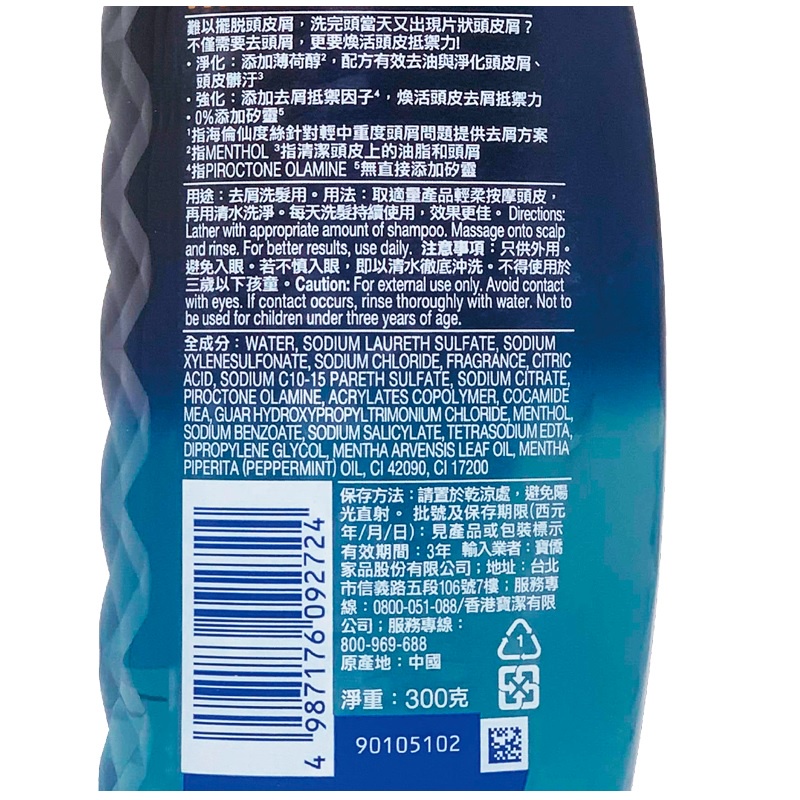 難以擺脫頭皮屑，洗完頭當天又出現片狀頭皮屑？
不僅需要去頭屑，更要煥活頭皮抵禦力!
・淨化：添加薄荷醇²，配方有效去油與淨化頭皮屑、
頭皮髒汙³
・強化：添加去屑抵禦因子⁴，煥活頭皮去屑抵禦力
・0%添加矽靈⁵
¹指海倫仙度絲針對輕中重度頭屑問題提供去屑方案
²指MENTHOL ³指清潔頭皮上的油脂和頭屑
⁴指PIROCTONE OLAMINE ⁵無直接添加矽靈
用途：去屑洗髮用。用法：取適量產品輕柔按摩頭皮，
再用清水洗淨。每天洗髮持續使用，效果更佳。Directions:
Lather with appropriate amount of shampoo. Massage onto scalp
and rinse. For better results, use daily. 注意事項：只供外用。
避免入眼。若不慎入眼，即以清水徹底沖洗。不得使用於
三歲以下孩童。Caution: For external use only. Avoid contact
with eyes. If contact occurs, rinse thoroughly with water. Not to
be used for children under three years of age.
全成分：WATER, SODIUM LAURETH SULFATE, SODIUM
XYLENESULFONATE, SODIUM CHLORIDE, FRAGRANCE, CITRIC
ACID, SODIUM C10-15 PARETH SULFATE, SODIUM CITRATE,
PIROCTONE OLAMINE, ACRYLATES COPOLYMER, COCAMIDE
MEA, GUAR HYDROXYPROPYLTRIMONIUM CHLORIDE, MENTHOL,
SODIUM BENZOATE, SODIUM SALICYLATE, TETRASODIUM EDTA,
DIPROPYLENE GLYCOL, MENTHA ARVENSIS LEAF OIL, MENTHA
PIPERITA (PEPPERMINT) OIL, CI 42090, CI 17200
保存方法：請置於乾涼處，避免陽
光直射。 批號及保存期限(西元
年/月/日)：見產品或包裝標示
有效期間：3年 輸入業者：寶僑
家品股份有限公司；地址：台北
市信義路五段106號7樓；服務專
線：0800-051-088/香港寶潔有限
公司；服務專線：
800-969-688
原產地：中國
淨重：300克
1
4 987176 092724
90105102